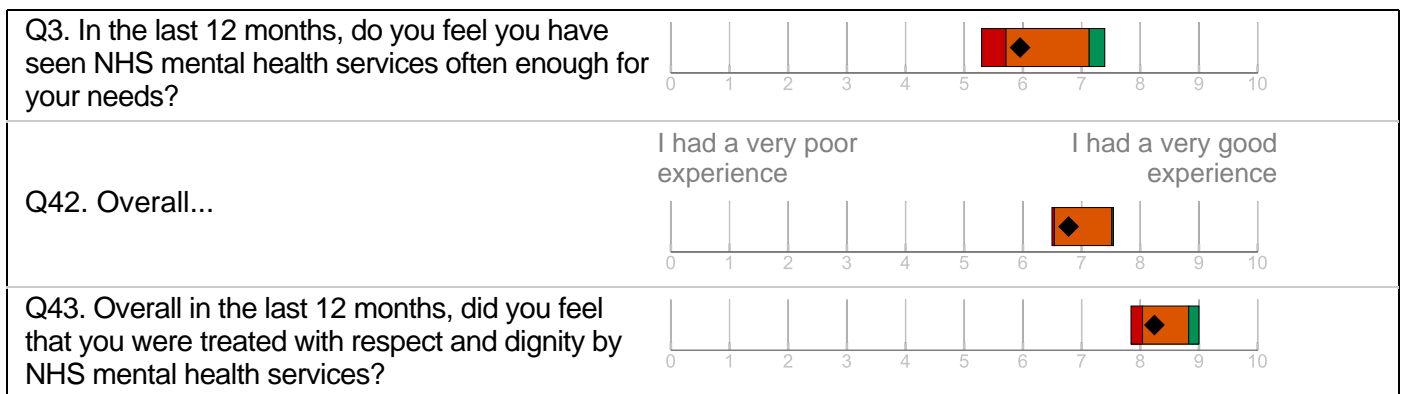 Q3. In the last 12 months, do you feel you have
seen NHS mental health services often enough for
your needs?
0 1 2 3 4 5 6 7 8 9 10
I had a very poor
experience
I had a very good
experience
Q42. Overall...
0 1 2 3 4 5 6 7 8 9 10
Q43. Overall in the last 12 months, did you feel
that you were treated with respect and dignity by
NHS mental health services?
0 1 2 3 4 5 6 7 8 9 10